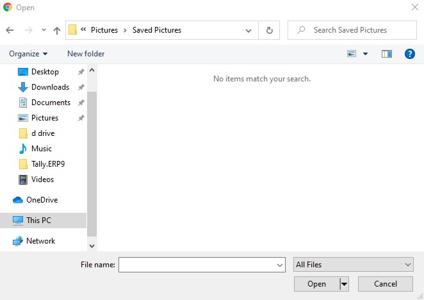 Open
« Pictures › Saved Pictures
Search Saved Pictures
Organize
New folder
Desktop
Downloads
Documents
Pictures
d drive
Music
Tally.ERP9
Videos
OneDrive
This PC
Network
No items match your search.
File name:
All Files
Open
Cancel